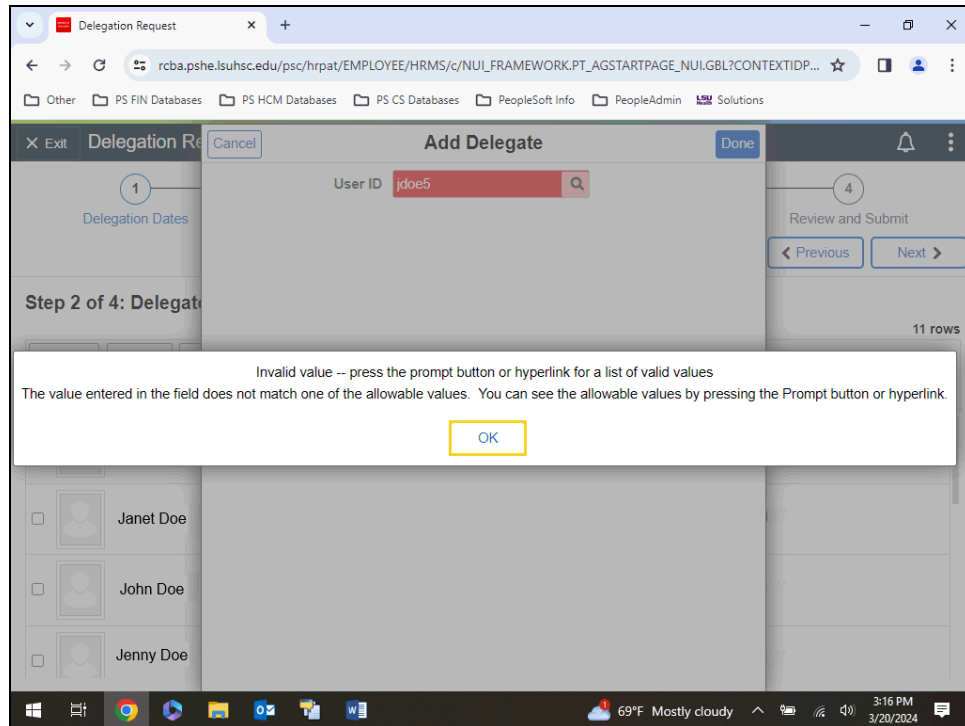 Delegation Request
rcba.pshe.lsuhsc.edu/psc/hrpat/EMPLOYEE/HRMS/c/NUI_FRAMEWORK.PT_AGSTARTPAGE_NUI.GBL?CONTEXTIDP...
Other PS FIN Databases PS HCM Databases PS CS Databases PeopleSoft Info PeopleAdmin LSU Health Solutions
Exit Delegation Re Cancel Add Delegate Done
User ID jdoe5
1 4
Delegation Dates Review and Submit
Previous Next
Step 2 of 4: Delegat
11 rows
Invalid value -- press the prompt button or hyperlink for a list of valid values
The value entered in the field does not match one of the allowable values. You can see the allowable values by pressing the Prompt button or hyperlink.
OK
Janet Doe
John Doe
Jenny Doe
69°F Mostly cloudy 3:16 PM
3/20/2024